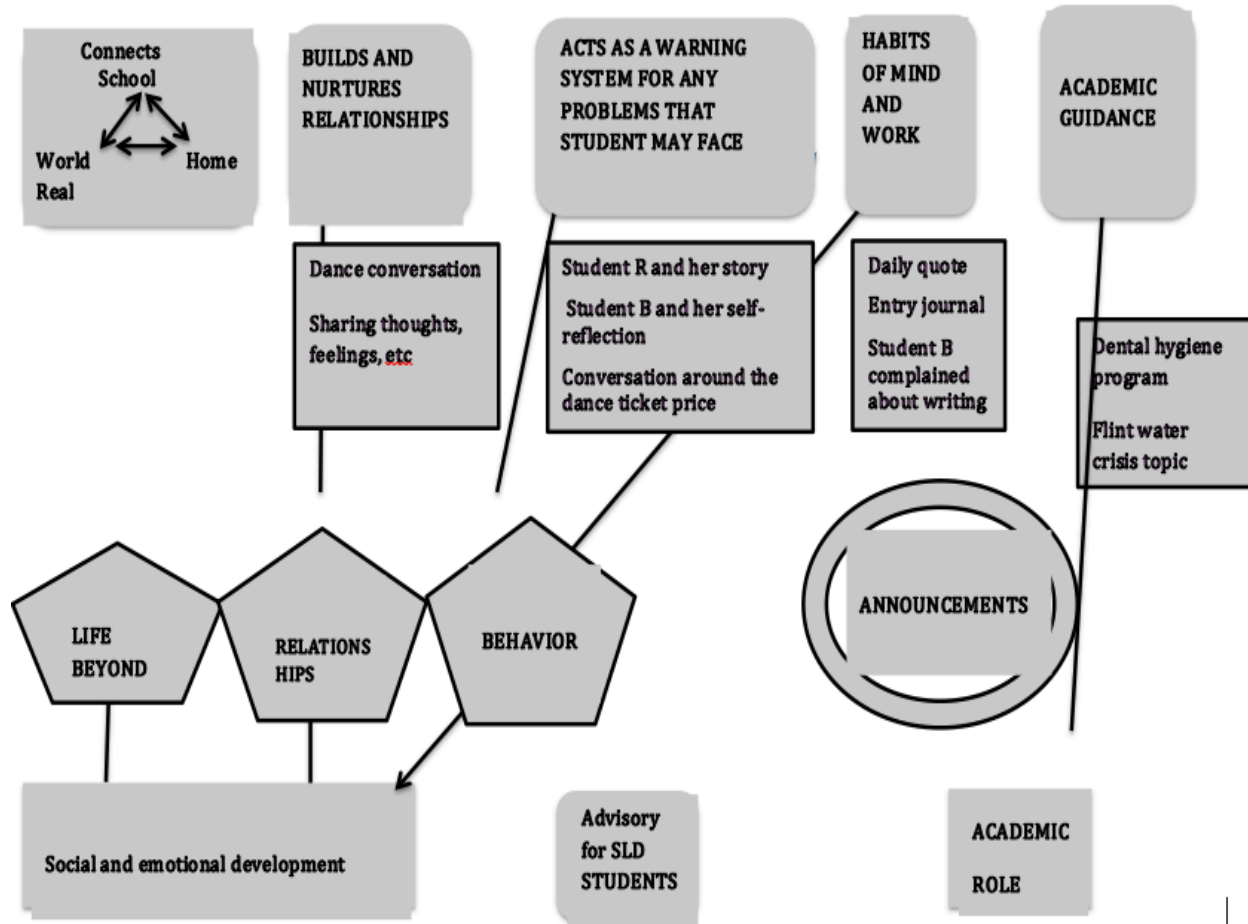 Connects
School
World
Real
Home
BUILDS AND
NURTURES
RELATIONSHIPS
ACTS AS A WARNING
SYSTEM FOR ANY
PROBLEMS THAT
STUDENT MAY FACE
HABITS
OF MIND
AND
WORK
ACADEMIC
GUIDANCE
Dance conversation
Sharing thoughts,
feelings, etc
Student R and her story
Student B and her self-
reflection
Conversation around the
dance ticket price
Daily quote
Entry journal
Student B
complained
about writing
Dental hygiene
program
Flint water
crisis topic
LIFE
BEYOND
RELATIONS
HIPS
BEHAVIOR
ANNOUNCEMENTS
Social and emotional development
Advisory
for SLD
STUDENTS
ACADEMIC
ROLE